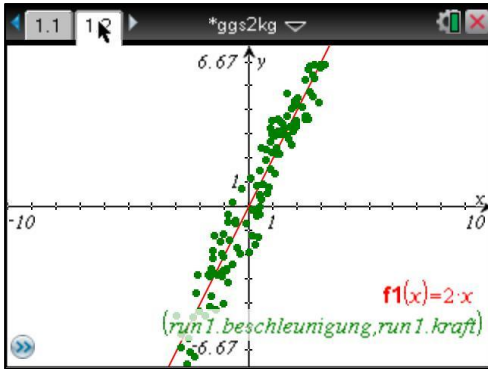 1.1 1.2 *ggs2kg
6.67 y
1
x
-10 1 10
f1(x)=2·x
(run1.beschleunigung,run1.kraft)
-6.67